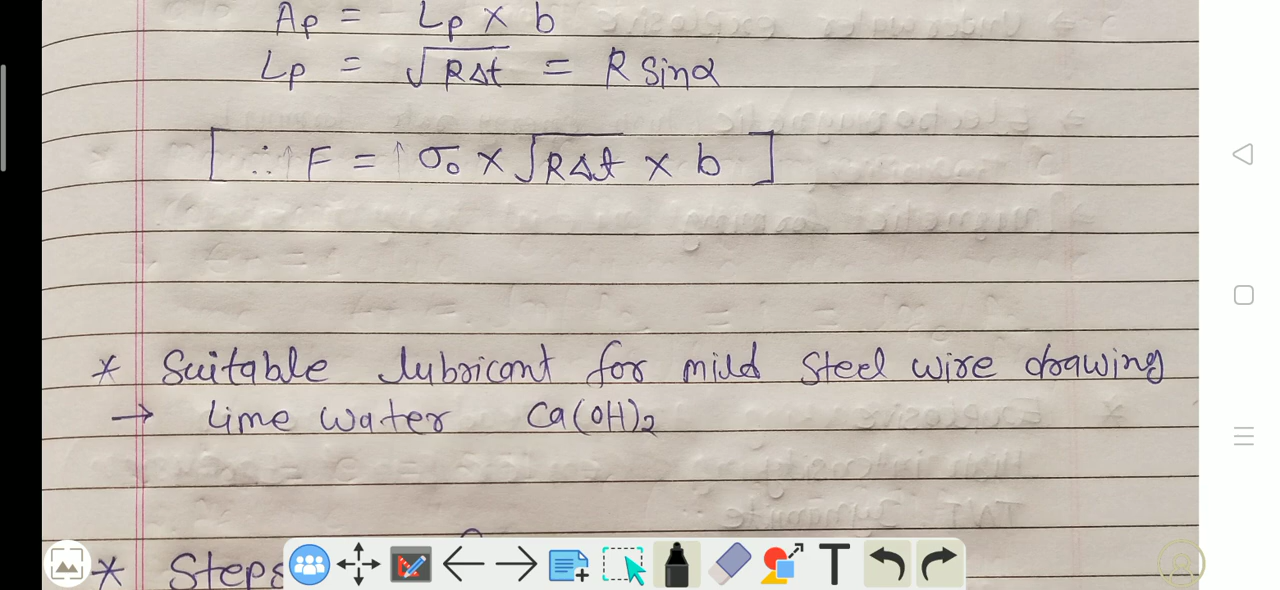 Ap = Lp × b
Lp = √RΔt = R Sinα
[ ∴ ↑ F = ↑ σ₀ × √RΔt × b ]
* Suitable lubricant for mild steel wire drawing
→ lime water Ca(OH)₂
* Steps
T